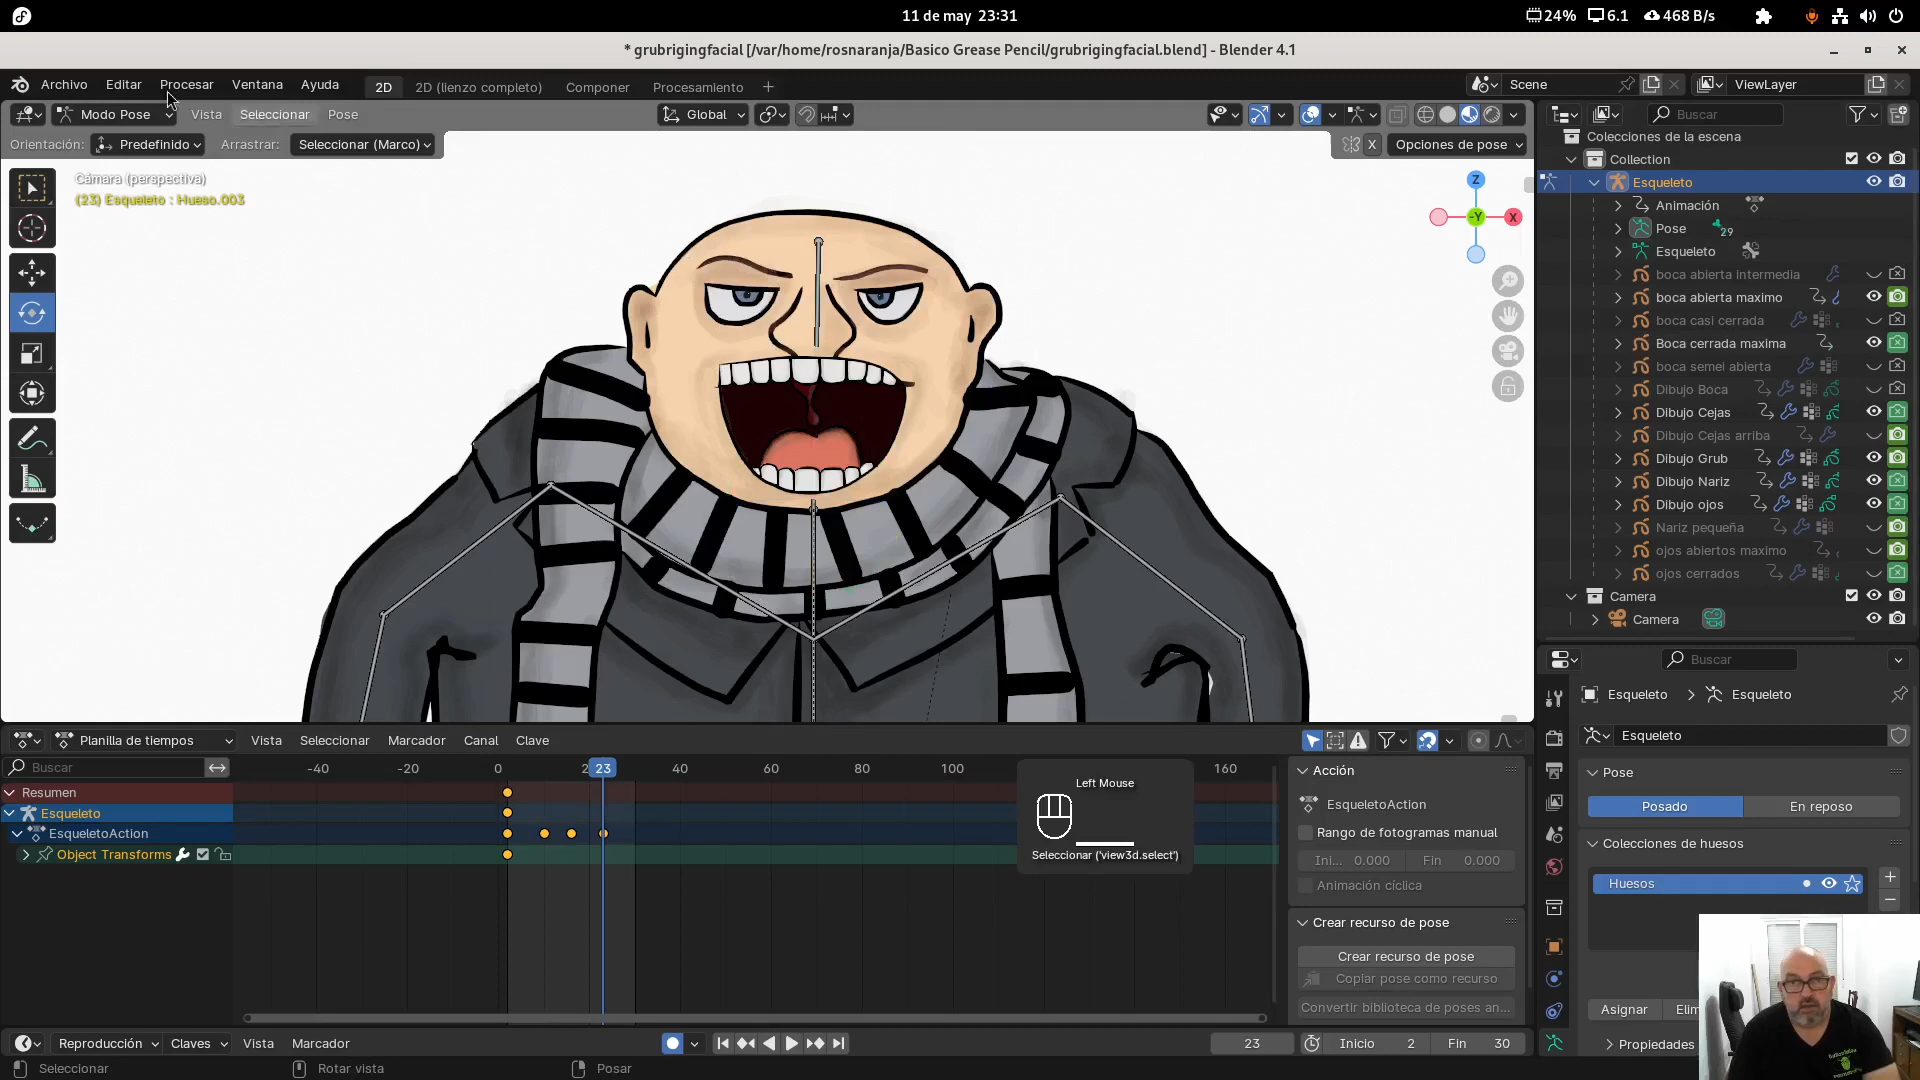 11 de may 23:31
24%
6.1
468 B/s
* grubrigingfacial [/var/home/rosnaranja/Basico Grease Pencil/grubrigingfacial.blend] - Blender 4.1
Archivo Editar Procesar Ventana Ayuda
2D
2D (lienzo completo)
Componer
Procesamiento
+
Scene
ViewLayer
Modo Pose
Vista
Seleccionar
Pose
Global
Buscar
Orientación:
Predefinido
Arrastrar:
Seleccionar (Marco)
X
Opciones de pose
Colecciones de la escena
Collection
Cámara (perspectiva)
(23) Esqueleto : Hueso.003
Z
-Y
X
Esqueleto
Animación
Pose
29
Esqueleto
boca abierta intermedia
boca abierta maximo
boca casi cerrada
Boca cerrada maxima
boca semei abierta
Dibujo Boca
Dibujo Cejas
Dibujo Cejas arriba
Dibujo Grub
Dibujo Nariz
Dibujo ojos
Nariz pequeña
ojos abiertos maximo
ojos cerrados
Camera
Camera
Buscar
Esqueleto
Esqueleto
Esqueleto
Pose
Posado
En reposo
Colecciones de huesos
Huesos
Asignar
Elim
Propiedades
Planilla de tiempos
Vista
Seleccionar
Marcador
Canal
Clave
Buscar
-40
-20
0
2
23
40
60
80
100
160
Resumen
Esqueleto
EsqueletoAction
Object Transforms
Left Mouse
Seleccionar ('view3d.select')
Acción
EsqueletoAction
Rango de fotogramas manual
Ini... 0.000
Fin 0.000
Animación cíclica
Crear recurso de pose
Crear recurso de pose
Copiar pose como recurso
Convertir biblioteca de poses an...
Reproducción
Claves
Vista
Marcador
23
Inicio 2
Fin 30
Seleccionar
Rotar vista
Posar